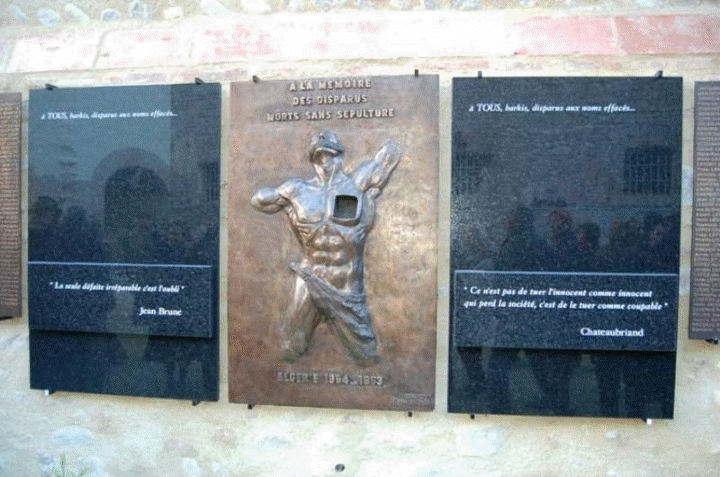 à TOUS, harkis, disparus aux noms effacés...
" La seule défaite irréparable c'est l'oubli "
Jean Brune
A LA MEMOIRE
DES DISPARUS
MORTS SANS SEPULTURE
ALGERIE 1954_1963
à TOUS, harkis, disparus aux noms effacés...
" Ce n'est pas de tuer l'innocent comme innocent
qui perd la société, c'est de le tuer comme coupable "
Chateaubriand